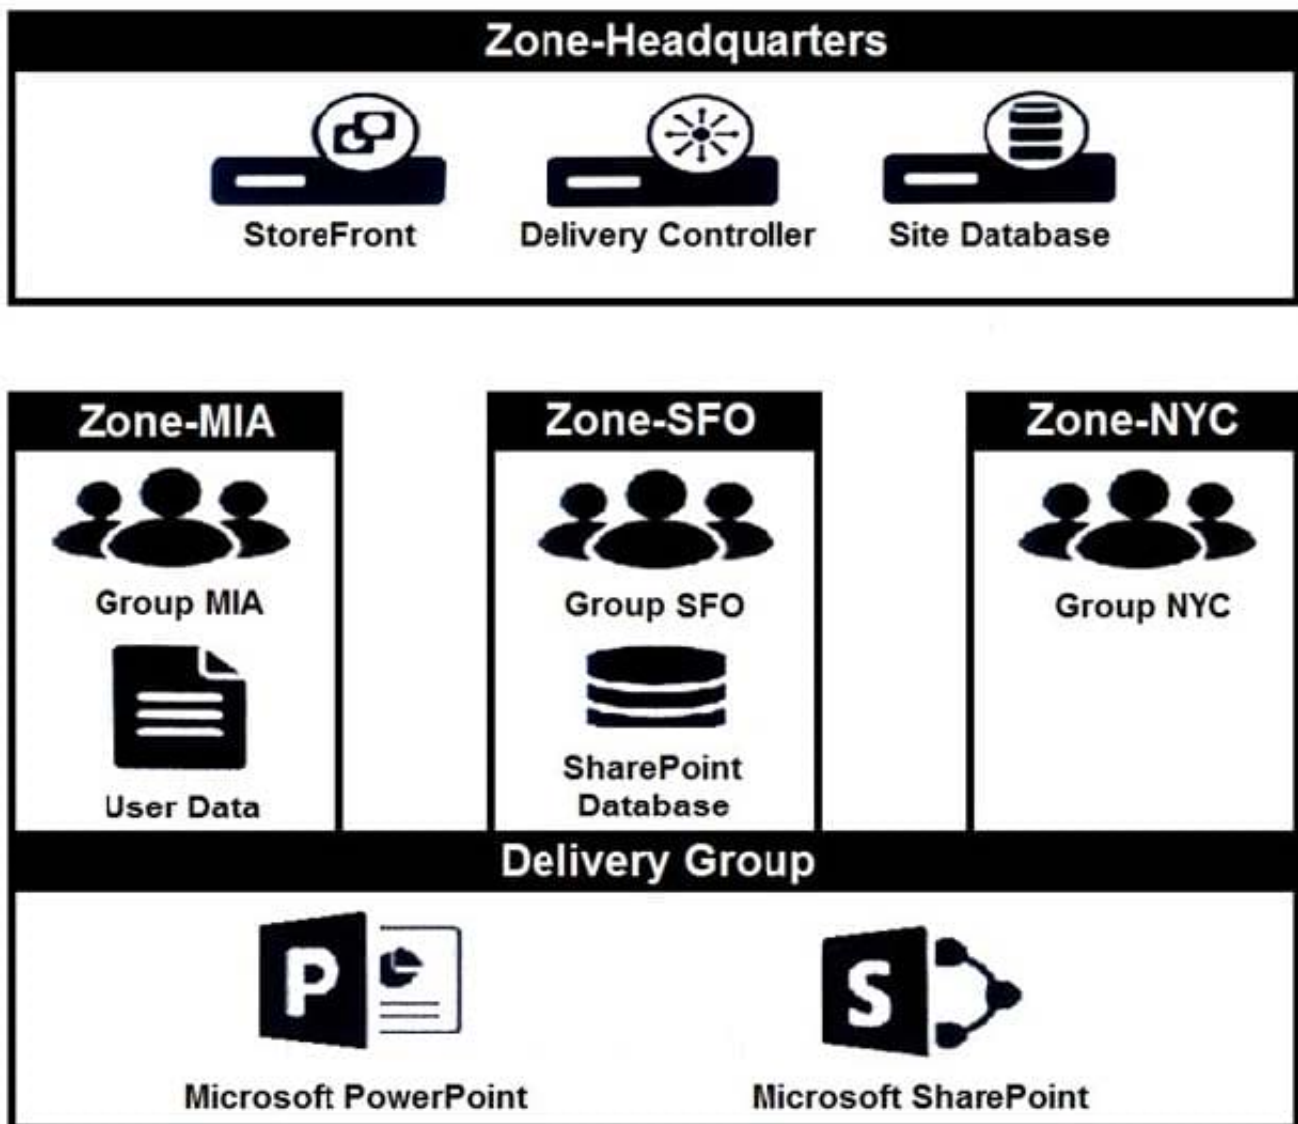 Zone-Headquarters
StoreFront
Delivery Controller
Site Database
Zone-MIA
Zone-SFO
Zone-NYC
Group MIA
Group SFO
Group NYC
User Data
SharePoint
Database
Delivery Group
P
S
Microsoft PowerPoint
Microsoft SharePoint